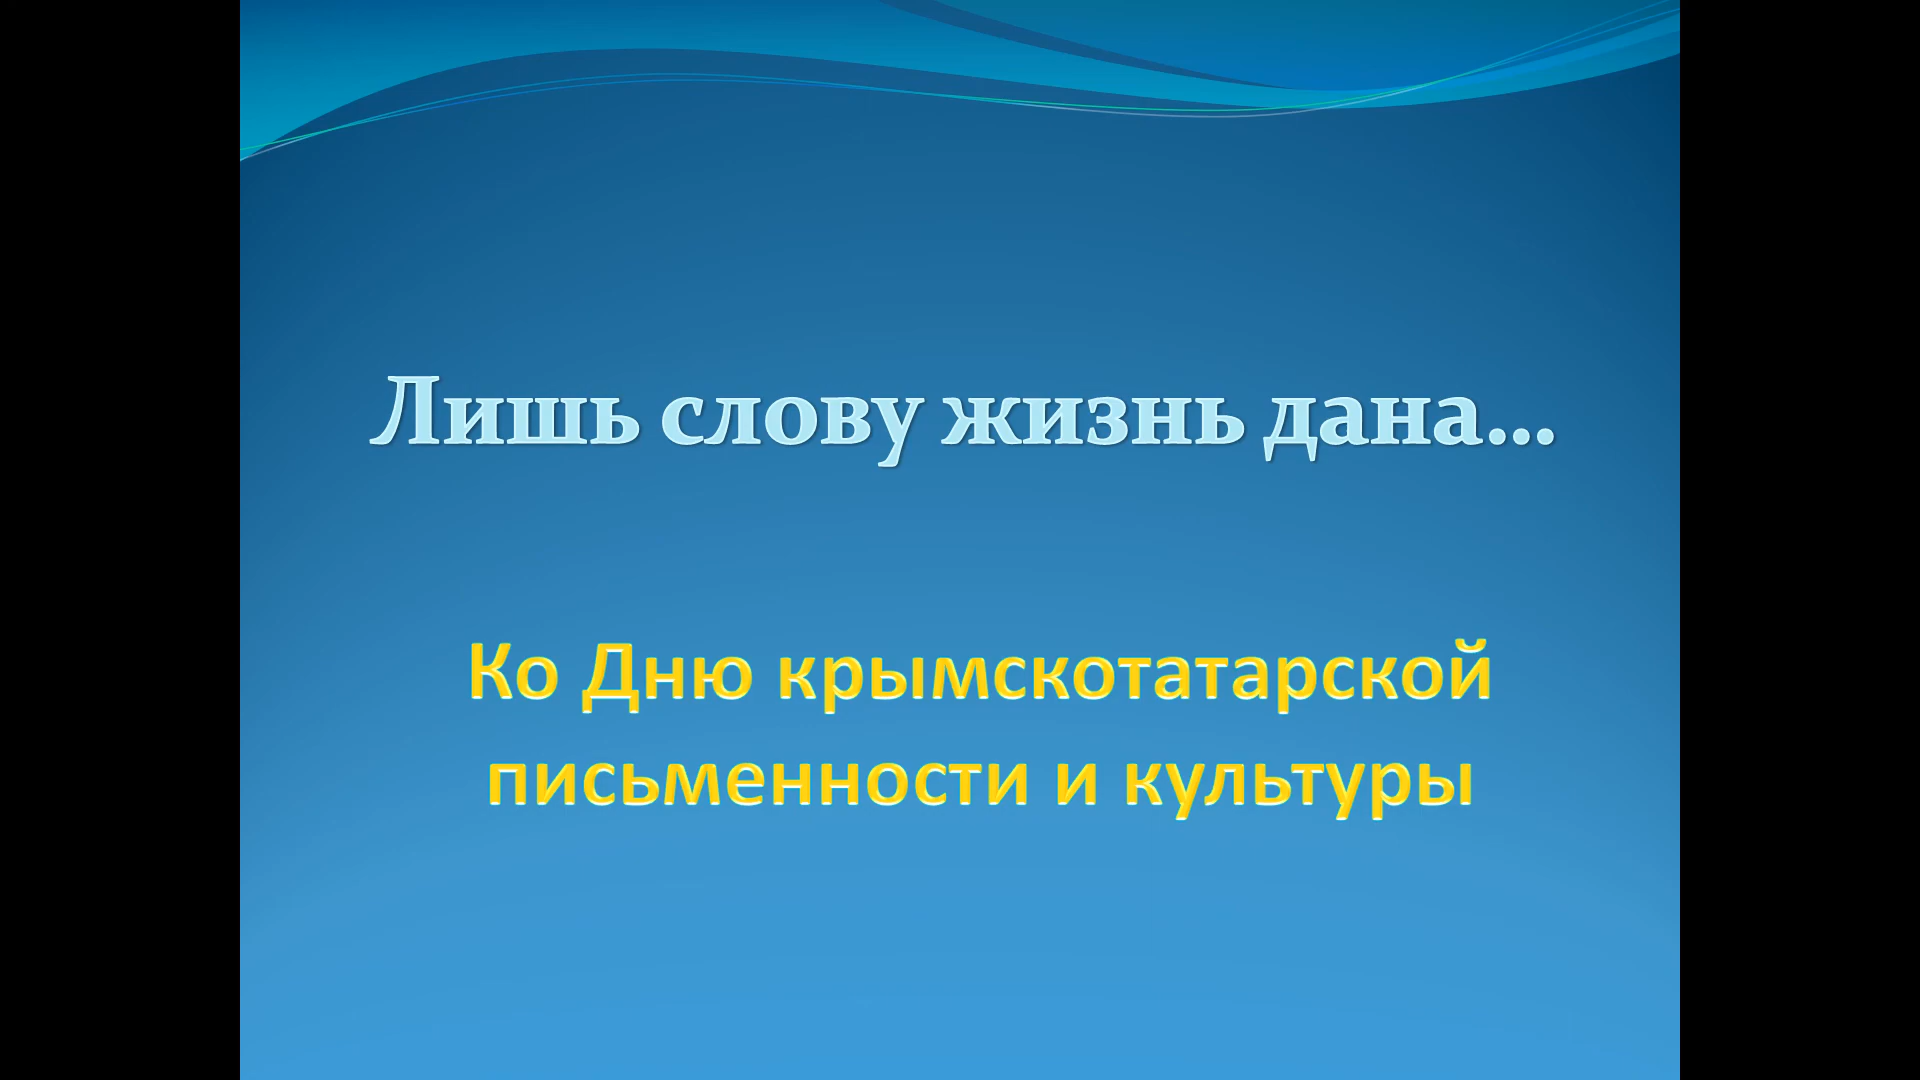 Лишь слову жизнь дана...
Ко Дню крымскотатарской
письменности и культуры